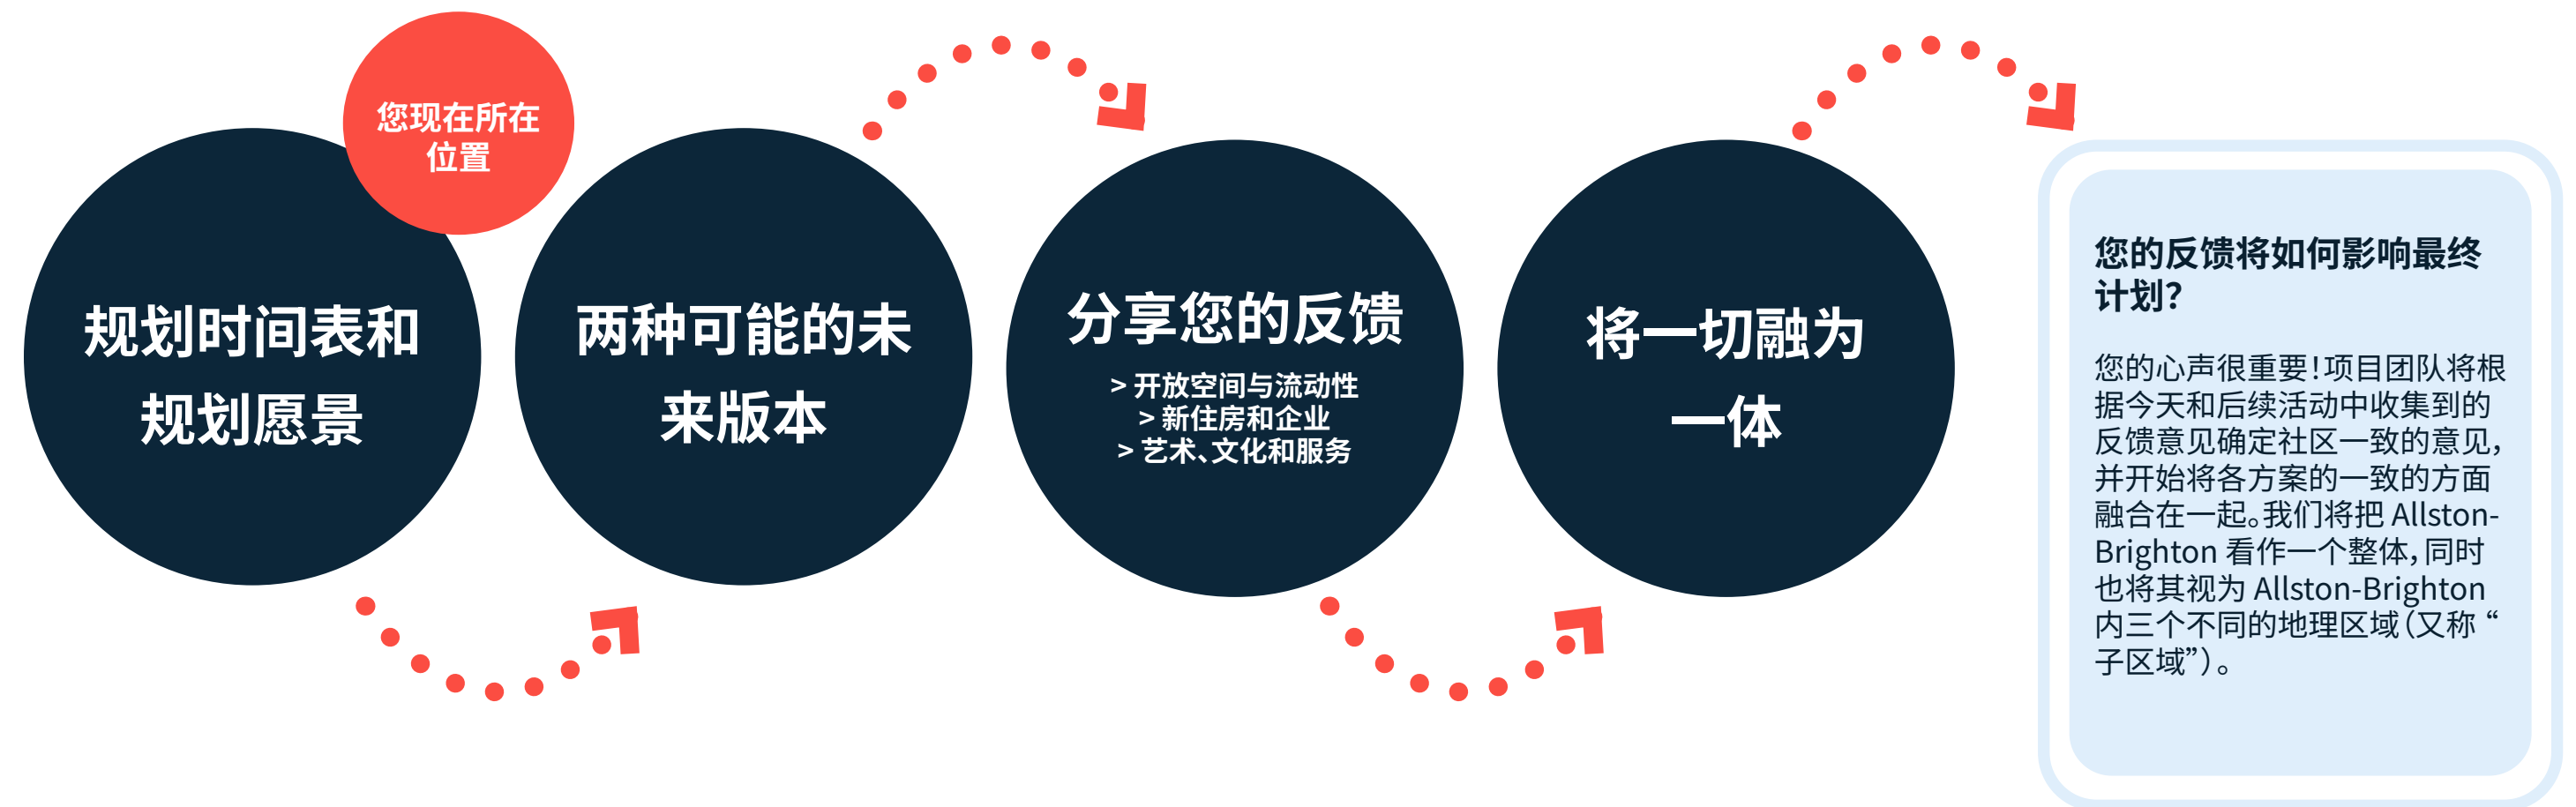 您现在所在
位置
规划时间表和
规划愿景
两种可能的未
来版本
分享您的反馈
> 开放空间与流动性
> 新住房和企业
> 艺术、文化和服务
将一切融为
一体
您的反馈将如何影响最终
计划？
您的心声很重要！项目团队将根
据今天和后续活动中收集到的
反馈意见确定社区一致的意见，
并开始将各方案的一致的方面
融合在一起。我们将把 Allston-
Brighton 看作一个整体，同时
也将其视为 Allston-Brighton
内三个不同的地理区域（又称 “
子区域”）。